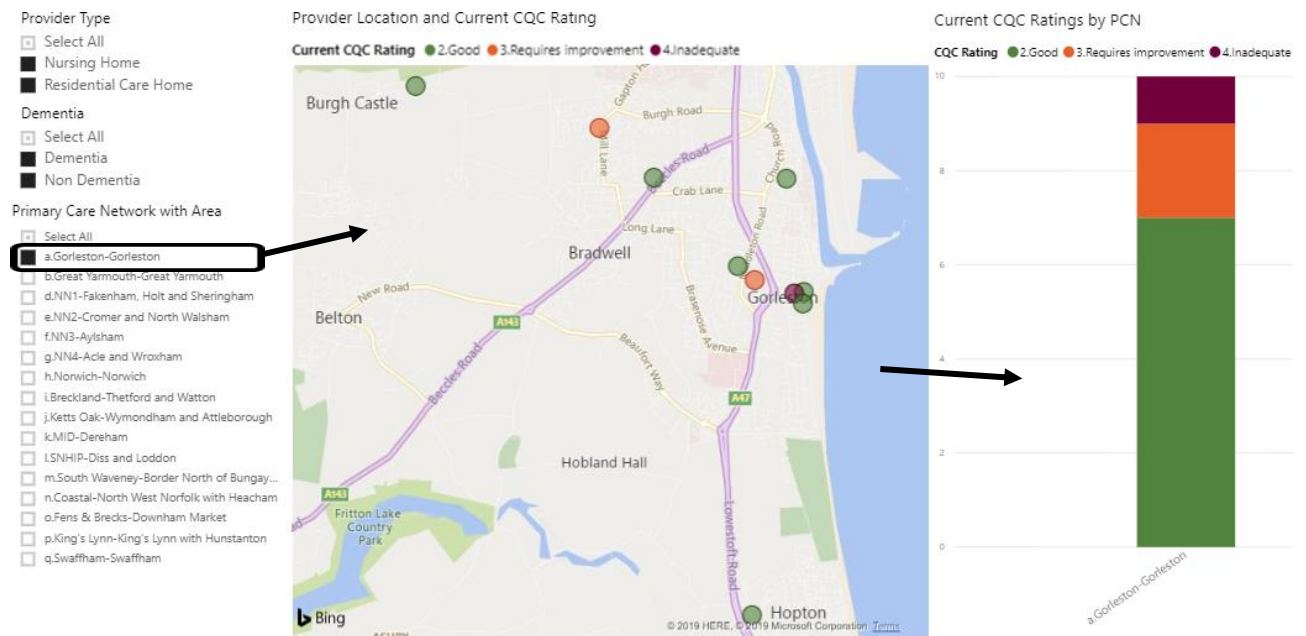 Provider Type
Select All
Nursing Home
Residential Care Home
Dementia
Select All
Dementia
Non Dementia
Primary Care Network with Area
Select All
a.Gorleston-Gorleston
b.Great Yarmouth-Great Yarmouth
d.NN1-Fakenham, Holt and Sheringham
e.NN2-Cromer and North Walsham
f.NN3-Aylsham
g.NN4-Acle and Wroxham
h.Norwich-Norwich
i.Breckland-Thetford and Watton
j.Ketts Oak-Wymondham and Attleborough
k.MID-Dereham
l.SNHIP-Diss and Loddon
m.South Waveney-Border North of Bungay...
n.Coastal-North West Norfolk with Heacham
o.Fens & Brecks-Downham Market
p.King's Lynn-King's Lynn with Hunstanton
q.Swaffham-Swaffham
Provider Location and Current CQC Rating
Current CQC Rating 2.Good 3.Requires improvement 4.Inadequate
Burgh Castle
Burgh Road
Mill Lane
Church Road
Beccles Road
Crab Lane
Long Lane
Bradwell
Gorleston
New Road
Belton
A143
Brasenose Avenue
Beaufort Way
Beccles Road
A47
Hobland Hall
A143
Fritton Lake
Country
Park
Lowestoft Road
Hopton
Bing
© 2019 HERE, © 2019 Microsoft Corporation Terms
Current CQC Ratings by PCN
CQC Rating 2.Good 3.Requires improvement 4.Inadequate
10
8
6
4
2
0
a.Gorleston-Gorleston